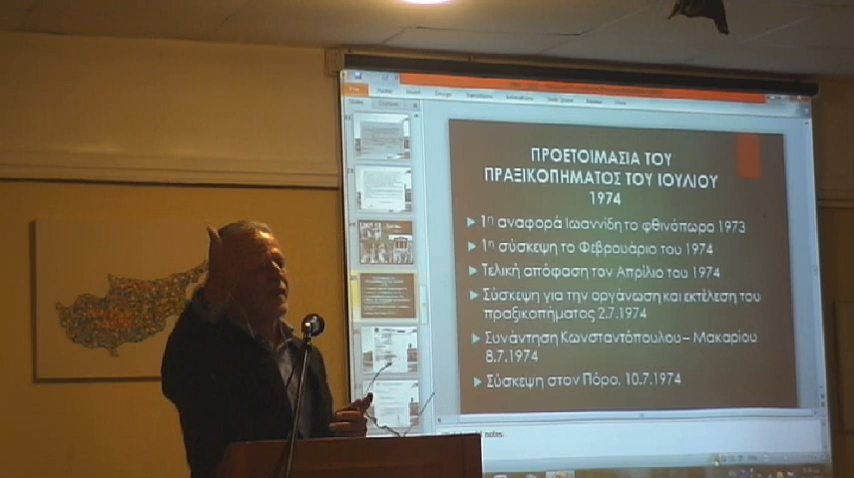 ΠΡΟΕΤΟΙΜΑΣΙΑ ΤΟΥ
ΠΡΑΞΙΚΟΠΗΜΑΤΟΣ ΤΟΥ ΙΟΥΛΙΟΥ
1974
1η αναφορά Ιωαννίδη το φθινόπωρο 1973
1η σύσκεψη το Φεβρουάριο του 1974
Τελική απόφαση τον Απρίλιο του 1974
Σύσκεψη για την οργάνωση και εκτέλεση του
πραξικοπήματος 2.7.1974
Συνάντηση Κωνσταντόπουλου – Μακαρίου
8.7.1974
Σύσκεψη στον Πόρο, 10.7.1974
notes